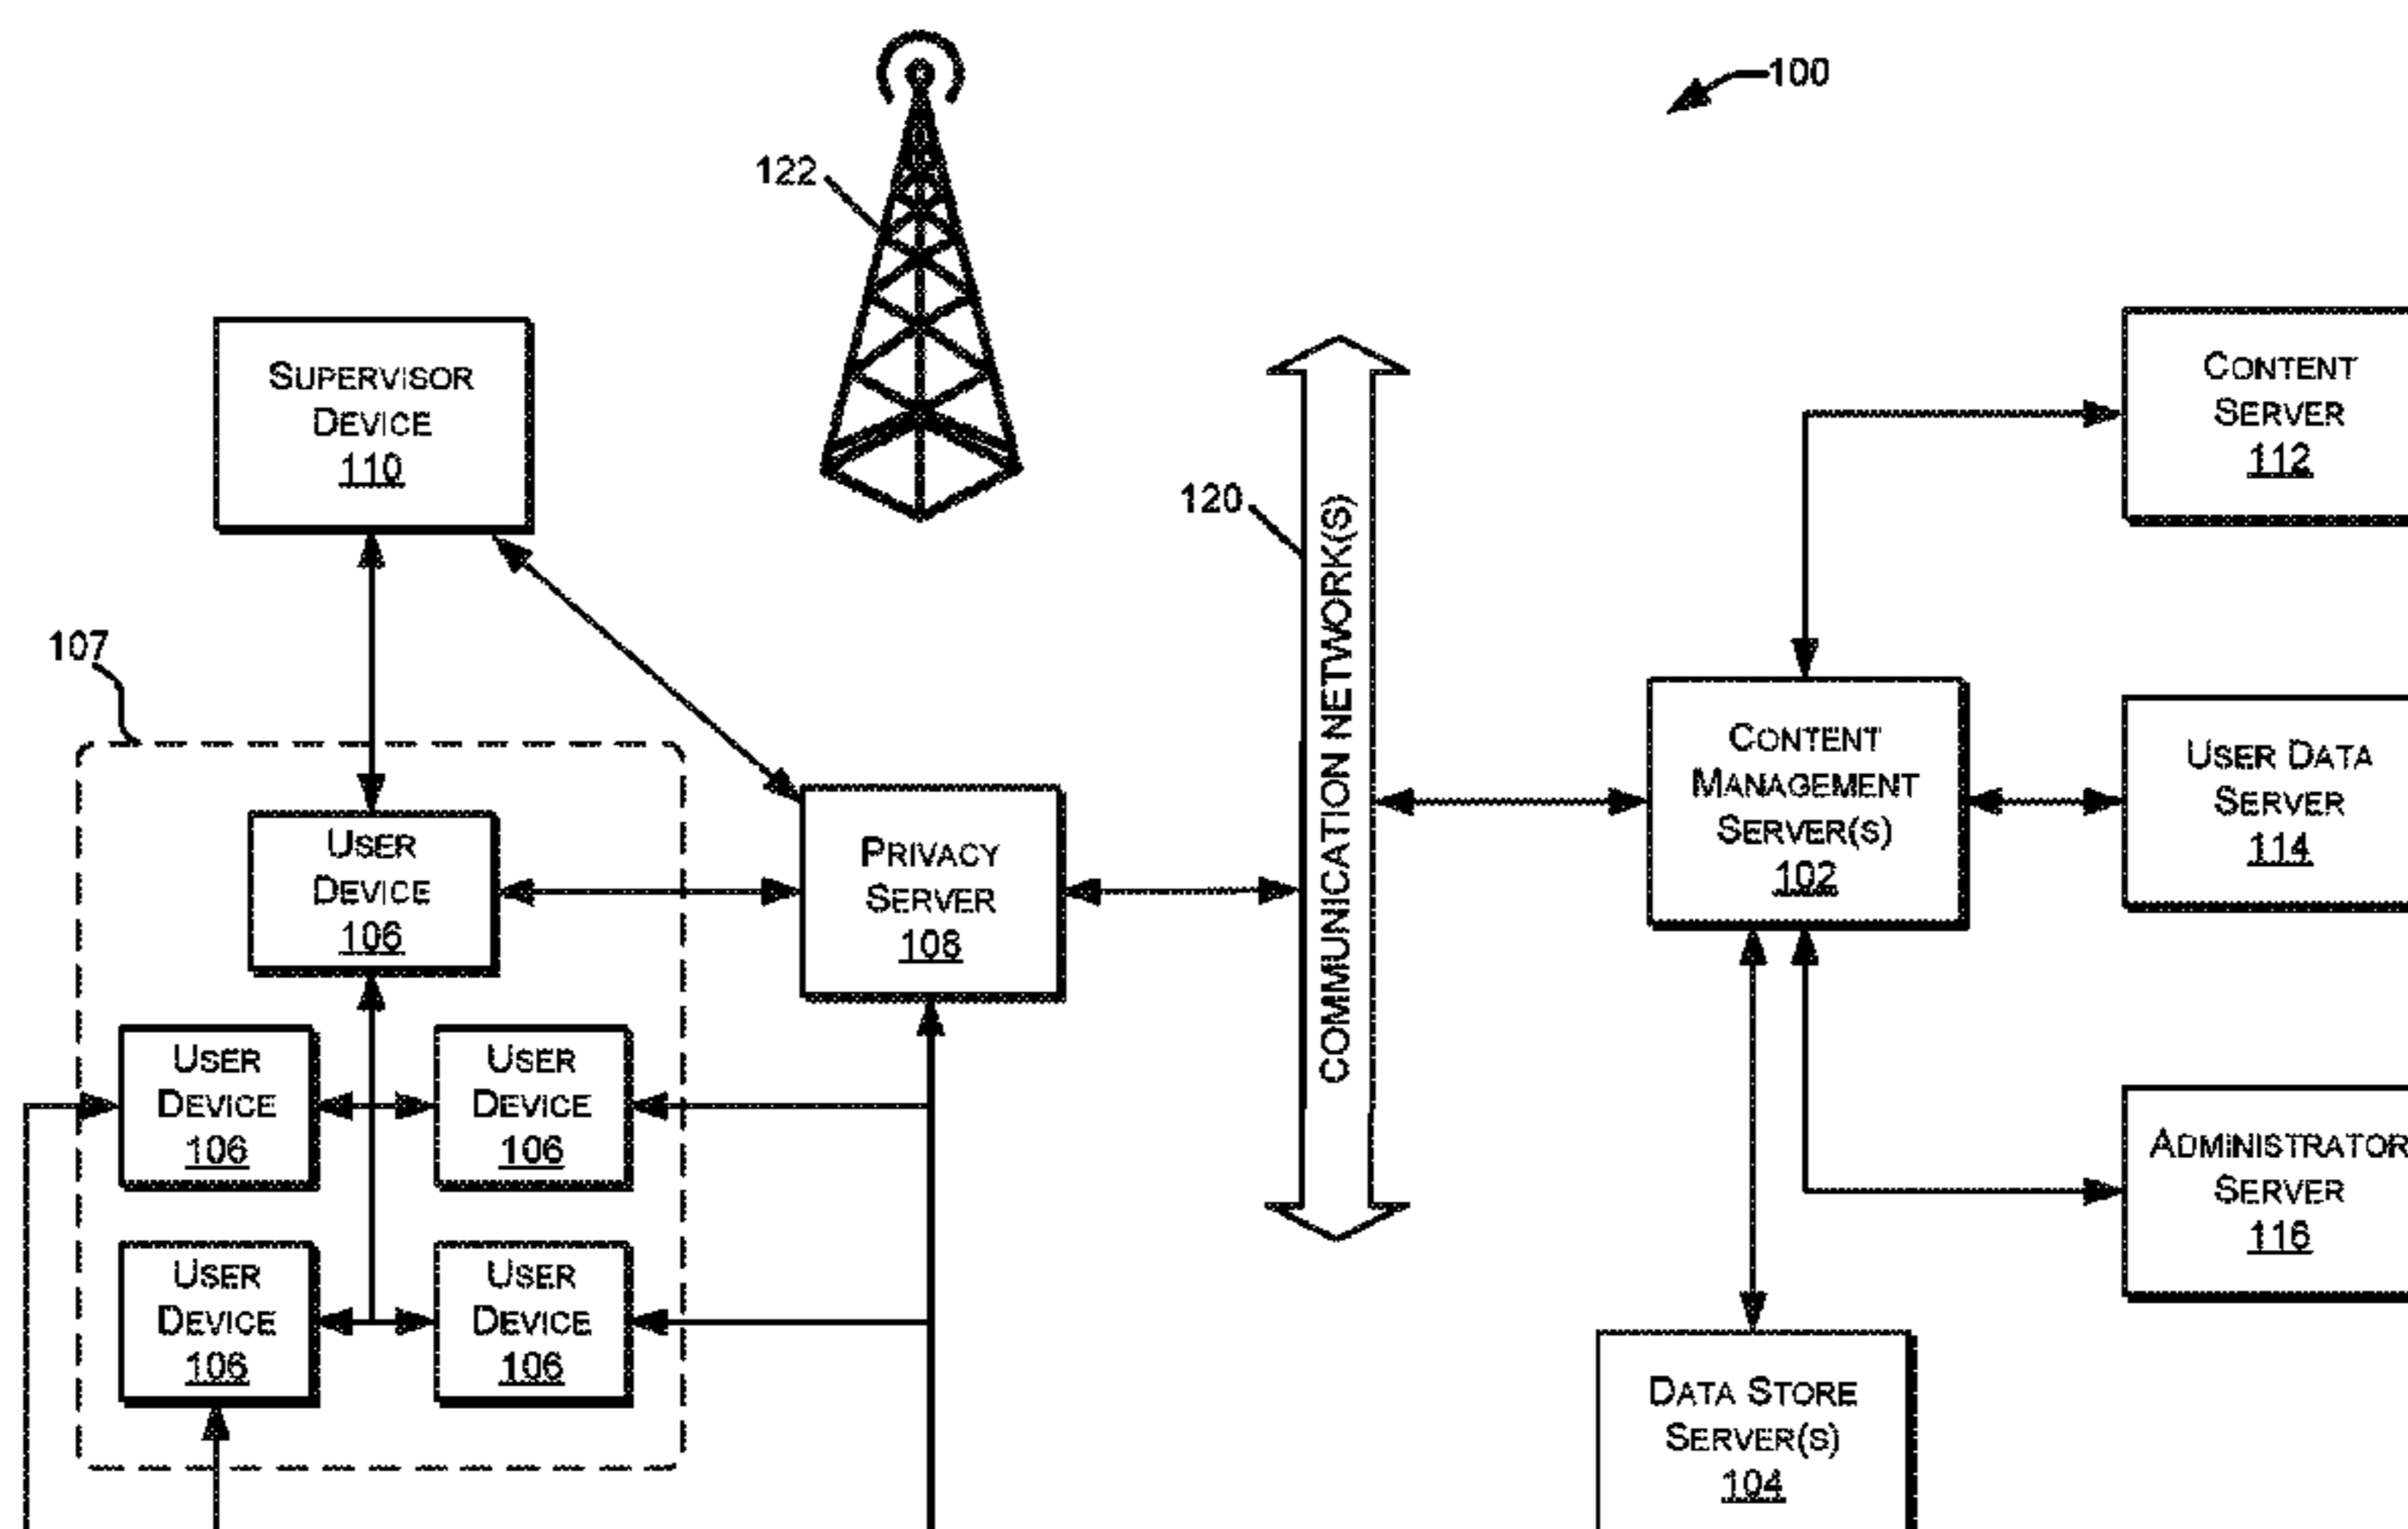 100
122
SUPERVISOR
DEVICE
110
CONTENT
SERVER
112
120
COMMUNICATION NETWORK(S)
107
CONTENT
MANAGEMENT
SERVER(S)
102
USER DATA
SERVER
114
USER
DEVICE
106
PRIVACY
SERVER
108
USER
DEVICE
106
USER
DEVICE
106
ADMINISTRATOR
SERVER
116
USER
DEVICE
106
USER
DEVICE
106
DATA STORE
SERVER(S)
104